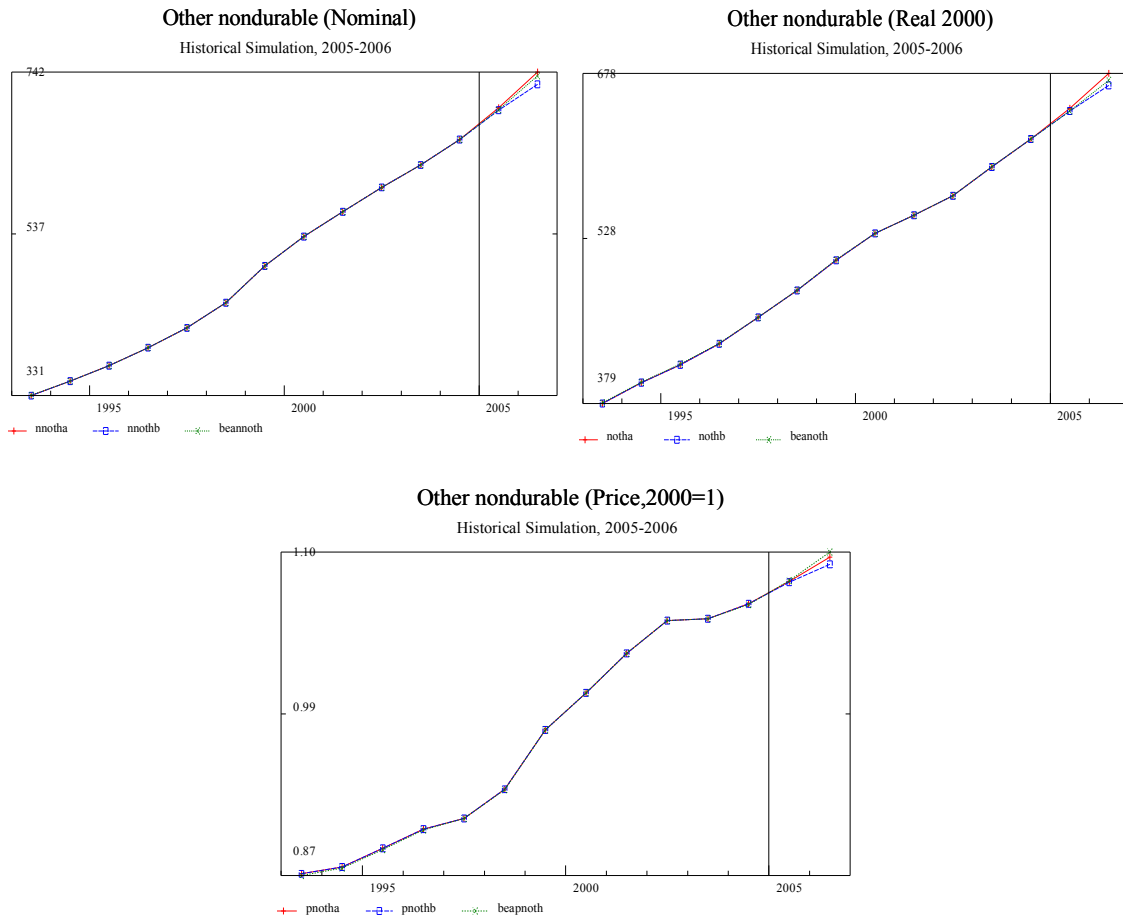 Other nondurable (Nominal)
Historical Simulation, 2005-2006
742
537
331
1995 2000 2005
nnotha nnothb beannoth
Other nondurable (Real 2000)
Historical Simulation, 2005-2006
678
528
379
1995 2000 2005
notha nothb beanoth
Other nondurable (Price,2000=1)
Historical Simulation, 2005-2006
1.10
0.99
0.87
1995 2000 2005
pnotha pnothb beapnoth